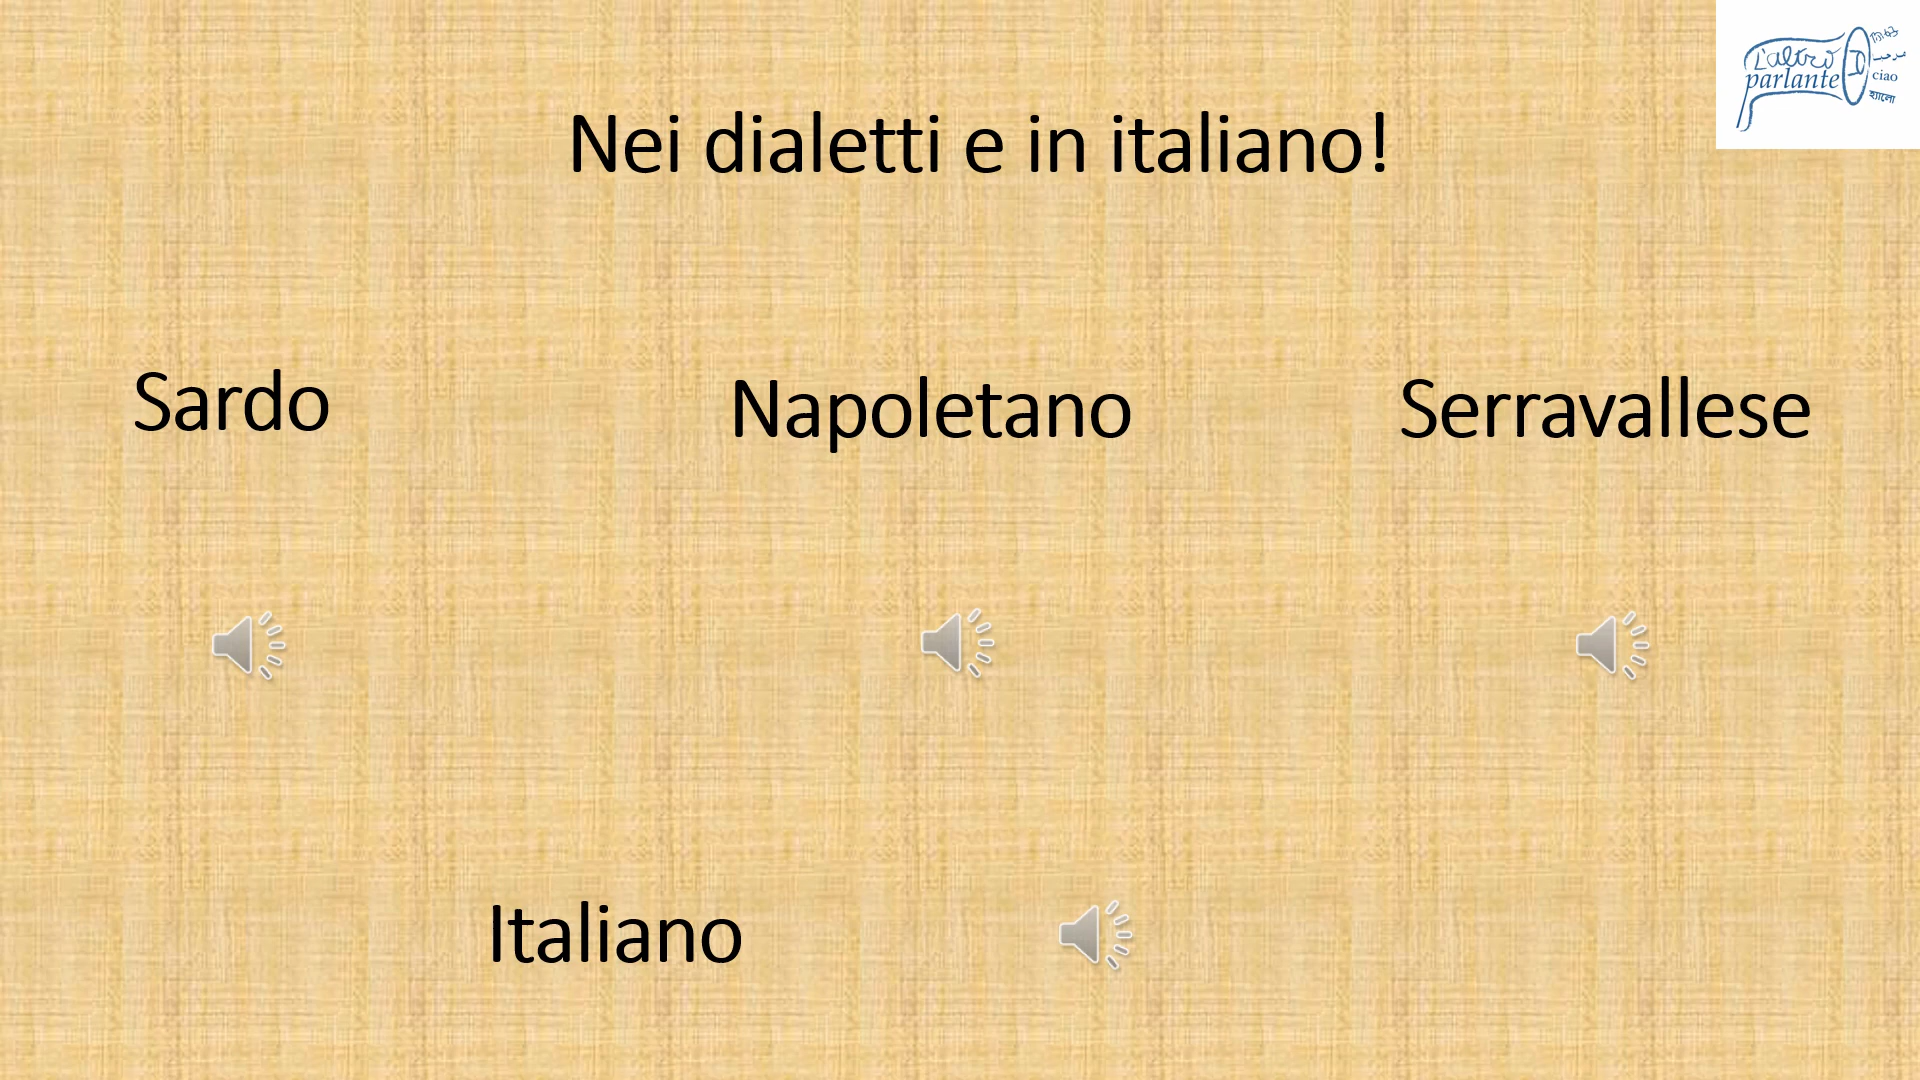 L'altro
parlante
ciao
হ্যালো
Nei dialetti e in italiano!
Sardo
Napoletano
Serravallese
Italiano